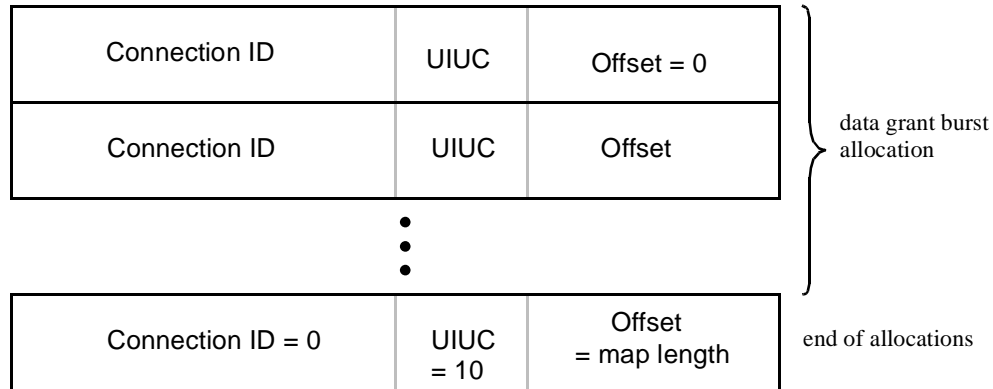 Connection ID UIUC Offset = 0
Connection ID UIUC Offset
data grant burst
allocation
Connection ID = 0 UIUC
= 10 Offset
= map length
end of allocations